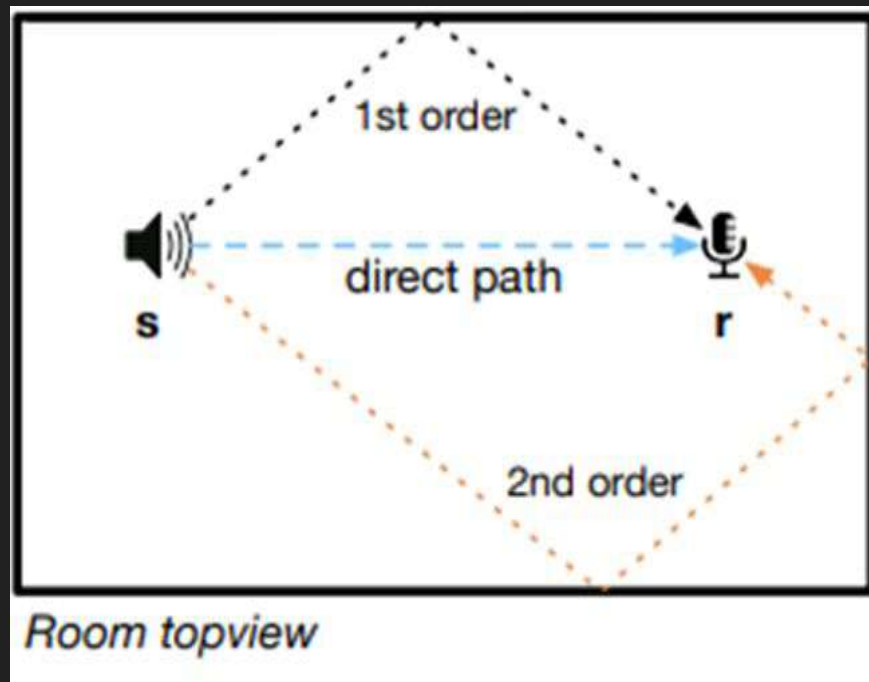 1st order
direct path
s
r
2nd order
Room topview